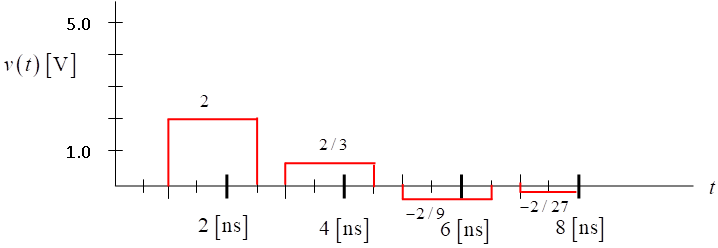 5.0
v(t) [V]
2
2 / 3
1.0
t
−2 / 9
−2 / 27
2 [ns]
4 [ns]
6 [ns]
8 [ns]